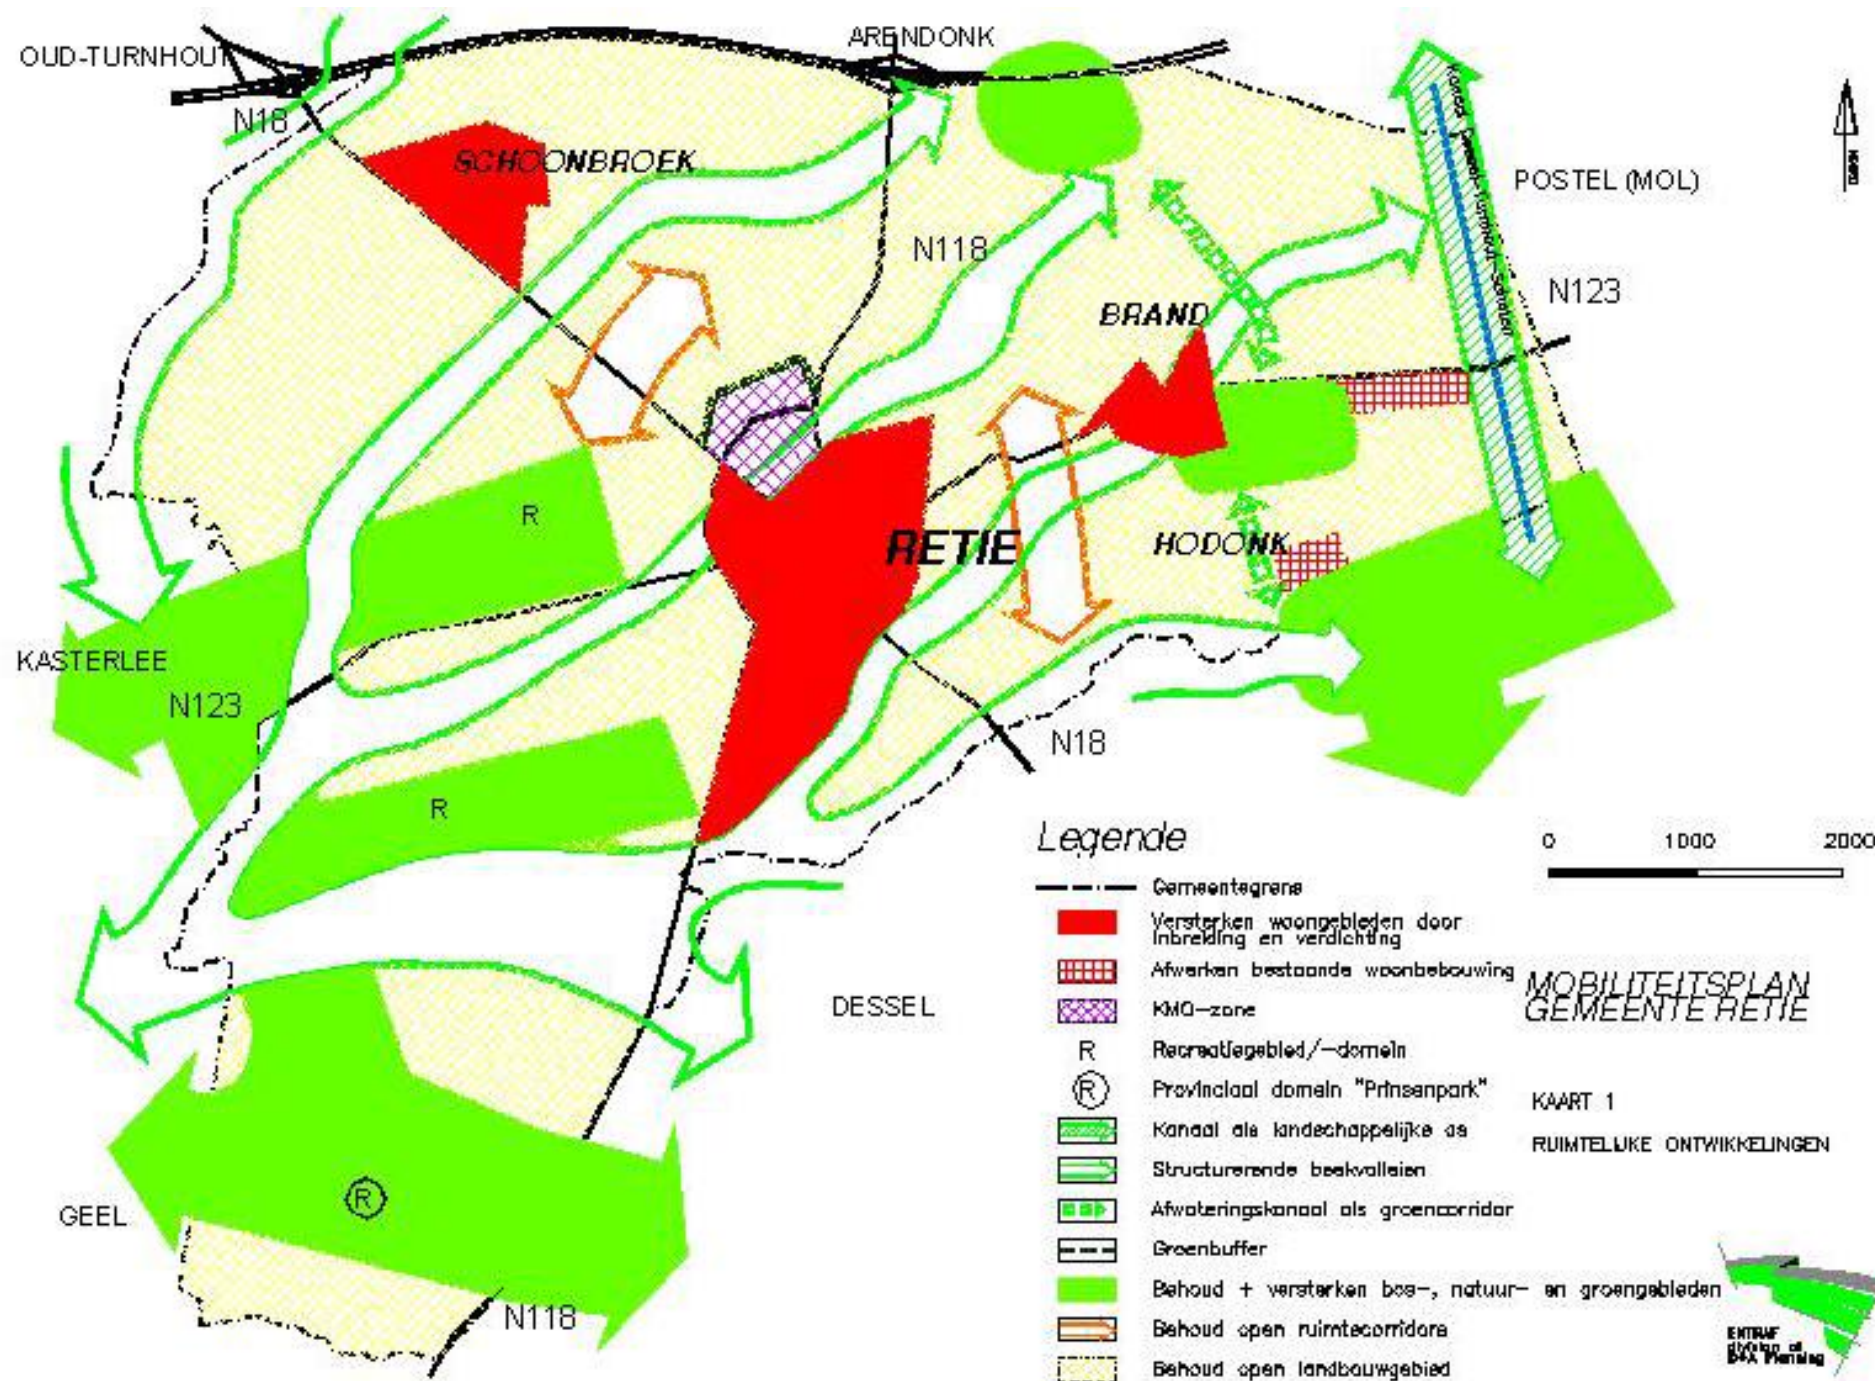 OUD-TURNHOUT
ARENDONK
N18
SCHOONBROEK
POSTEL (MOL)
N118
N123
BRAND
R
RETIE
HODONK
KASTERLEE
N123
N18
R
DESSEL
GEEL
R
N118
Legende
Gemeentegrens
Versterken woongebieden door
inbreiding en verdichting
Afwerken bestaande woonbebouwing
KMO-zone
R Recreatiegebied/-domein
R Provinciaal domein "Prinsenpark"
Kanaal als landschappelijke as
Structurerende beekvalleien
Afwateringskanaal als groencorridor
Groenbuffer
Behoud + versterken bos-, natuur- en groengebieden
Behoud open ruimtecorridors
Behoud open landbouwgebied
0 1000 2000
MOBILITEITSPLAN
GEMEENTE RETIE
KAART 1
RUIMTELIJKE ONTWIKKELINGEN
division of